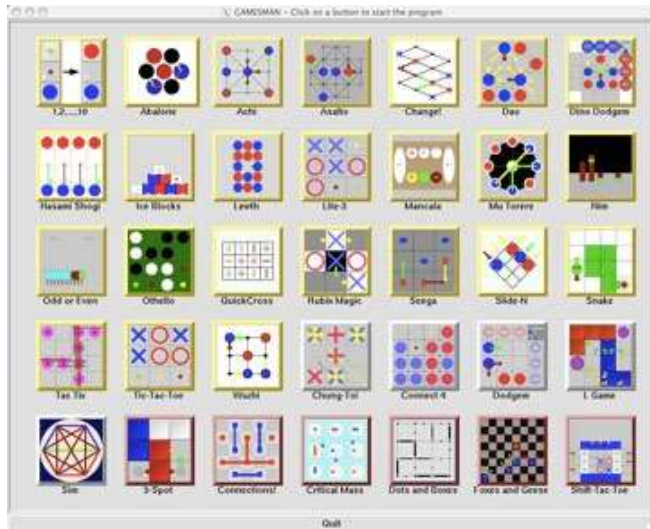 GAMESMAN - Click on a button to start the program
1,2,...,10 Abalone Achi Asalto Change! Dao Dino Dodgem
Hasami Shogi Ice Blocks Lewth Lite-3 Mancala Mu Torere Nim
Odd or Even Othello QuickCross Rubix Magic Seega Slide-N Snake
Tac Tix Tic-Tac-Toe Wuzhi Chung-Toi Connect 4 Dodgem L Game
Sim 3-Spot Connections! Critical Mass Dots and Boxes Foxes and Geese Shift-Tac-Toe
Quit